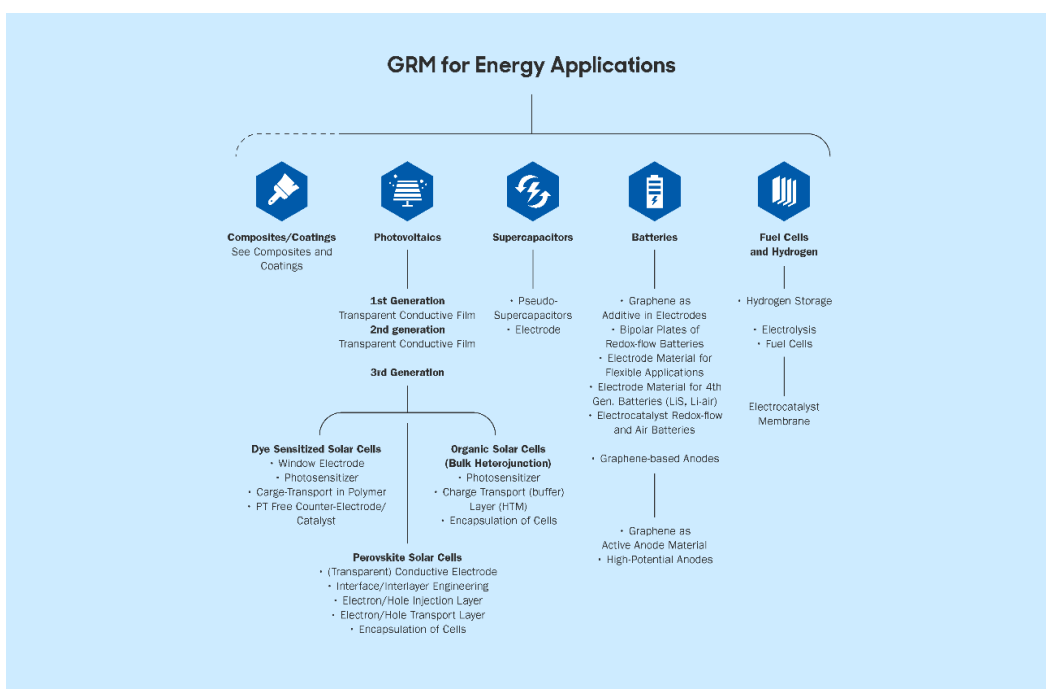 GRM for Energy Applications
Composites/Coatings
See Composites and
Coatings
Photovoltaics
1st Generation
Transparent Conductive Film
2nd generation
Transparent Conductive Film
3rd Generation
Dye Sensitized Solar Cells
• Window Electrode
• Photosensitizer
• Carge-Transport in Polymer
• PT Free Counter-Electrode/
Catalyst
Organic Solar Cells
(Bulk Heterojunction)
• Photosensitizer
• Charge Transport (buffer)
Layer (HTM)
• Encapsulation of Cells
Perovskite Solar Cells
• (Transparent) Conductive Electrode
• Interface/Interlayer Engineering
• Electron/Hole Injection Layer
• Electron/Hole Transport Layer
• Encapsulation of Cells
Supercapacitors
• Pseudo-
Supercapacitors
• Electrode
Batteries
• Graphene as
Additive in Electrodes
• Bipolar Plates of
Redox-flow Batteries
• Electrode Material for
Flexible Applications
• Electrode Material for 4th
Gen. Batteries (LiS, Li-air)
• Electrocatalyst Redox-flow
and Air Batteries
• Graphene-based Anodes
• Graphene as
Active Anode Material
• High-Potential Anodes
Fuel Cells
and Hydrogen
• Hydrogen Storage
• Electrolysis
• Fuel Cells
Electrocatalyst
Membrane